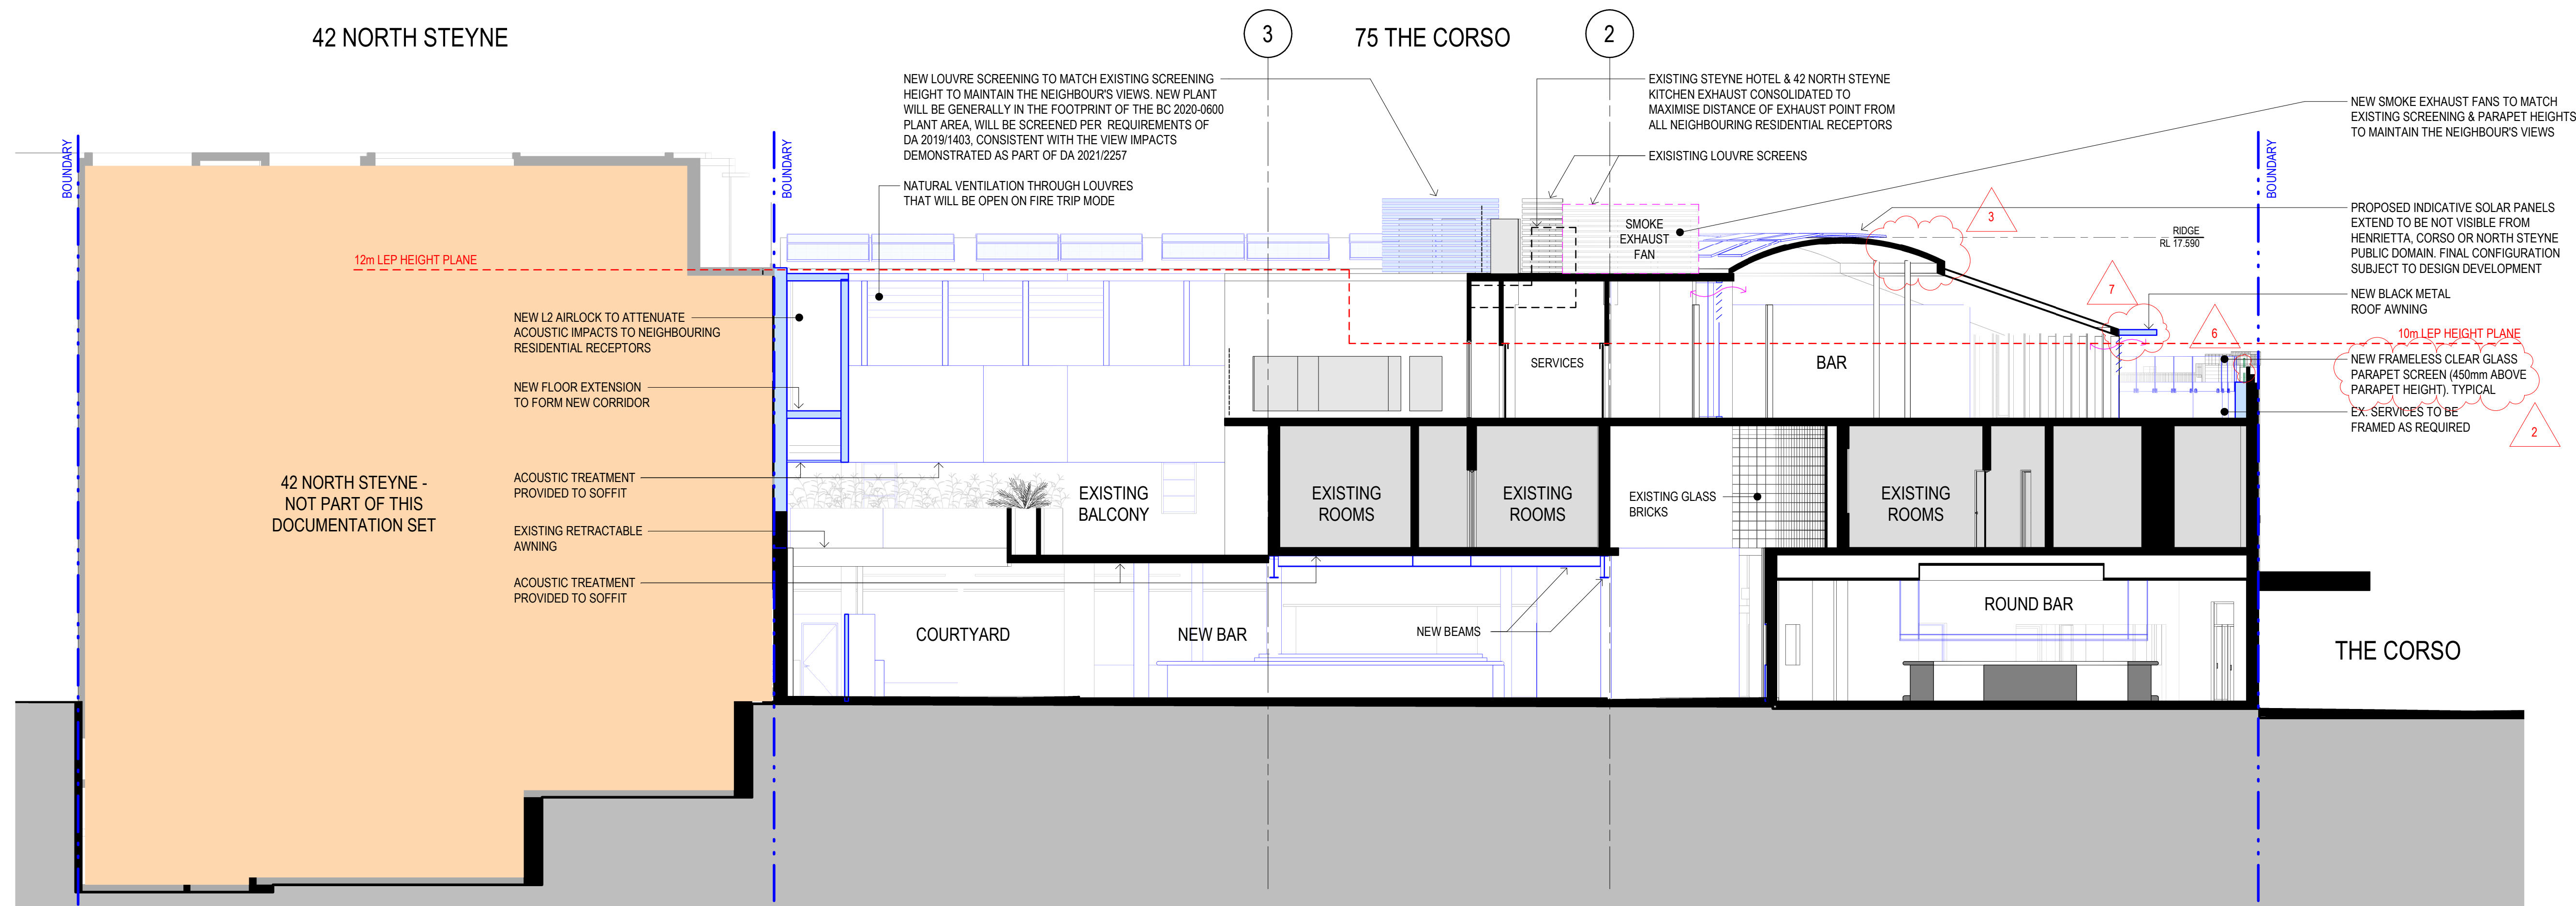 42 NORTH STEYNE
3
75 THE CORSO
2
NEW LOUVRE SCREENING TO MATCH EXISTING SCREENING
HEIGHT TO MAINTAIN THE NEIGHBOUR'S VIEWS. NEW PLANT
WILL BE GENERALLY IN THE FOOTPRINT OF THE BC 2020-0600
PLANT AREA, WILL BE SCREENED PER REQUIREMENTS OF
DA 2019/1403, CONSISTENT WITH THE VIEW IMPACTS
DEMONSTRATED AS PART OF DA 2021/2257
EXISTING STEYNE HOTEL & 42 NORTH STEYNE
KITCHEN EXHAUST CONSOLIDATED TO
MAXIMISE DISTANCE OF EXHAUST POINT FROM
ALL NEIGHBOURING RESIDENTIAL RECEPTORS
EXISISTING LOUVRE SCREENS
NEW SMOKE EXHAUST FANS TO MATCH
EXISTING SCREENING & PARAPET HEIGHTS
TO MAINTAIN THE NEIGHBOUR'S VIEWS
BOUNDARY
BOUNDARY
BOUNDARY
NATURAL VENTILATION THROUGH LOUVRES
THAT WILL BE OPEN ON FIRE TRIP MODE
SMOKE
EXHAUST
FAN
3
RIDGE
RL 17.590
PROPOSED INDICATIVE SOLAR PANELS
EXTEND TO BE NOT VISIBLE FROM
HENRIETTA, CORSO OR NORTH STEYNE
PUBLIC DOMAIN. FINAL CONFIGURATION
SUBJECT TO DESIGN DEVELOPMENT
12m LEP HEIGHT PLANE
7
NEW BLACK METAL
ROOF AWNING
NEW L2 AIRLOCK TO ATTENUATE
ACOUSTIC IMPACTS TO NEIGHBOURING
RESIDENTIAL RECEPTORS
6
10m LEP HEIGHT PLANE
SERVICES
BAR
NEW FRAMELESS CLEAR GLASS
PARAPET SCREEN (450mm ABOVE
PARAPET HEIGHT). TYPICAL
NEW FLOOR EXTENSION
TO FORM NEW CORRIDOR
EX. SERVICES TO BE
FRAMED AS REQUIRED
2
42 NORTH STEYNE -
NOT PART OF THIS
DOCUMENTATION SET
ACOUSTIC TREATMENT
PROVIDED TO SOFFIT
EXISTING
BALCONY
EXISTING
ROOMS
EXISTING
ROOMS
EXISTING GLASS
BRICKS
EXISTING
ROOMS
EXISTING RETRACTABLE
AWNING
ACOUSTIC TREATMENT
PROVIDED TO SOFFIT
COURTYARD
NEW BAR
NEW BEAMS
ROUND BAR
THE CORSO